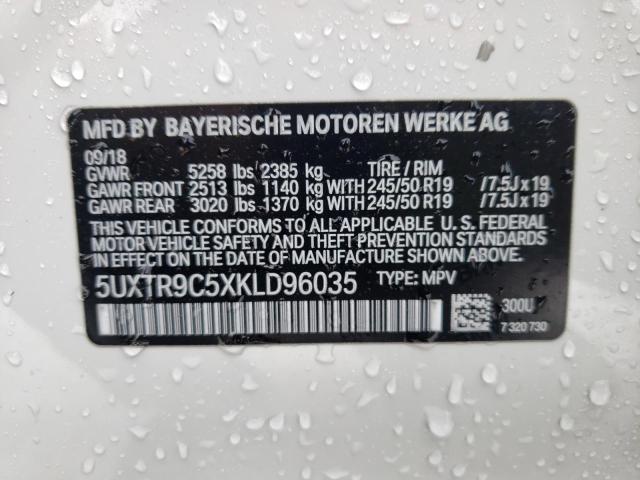 MFD BY BAYERISCHE MOTOREN WERKE AG
09/18
GVWR 5258 lbs 2385 kg TIRE / RIM
GAWR FRONT 2513 lbs 1140 kg WITH 245/50 R19 /7.5J x 19
GAWR REAR 3020 lbs 1370 kg WITH 245/50 R19 /7.5J x 19
THIS VEHICLE CONFORMS TO ALL APPLICABLE U. S. FEDERAL
MOTOR VEHICLE SAFETY AND THEFT PREVENTION STANDARDS
IN EFFECT ON THE DATE OF MANUFACTURE SHOWN ABOVE.
5UXTR9C5XKLD96035 TYPE: MPV
300U
7 320 730